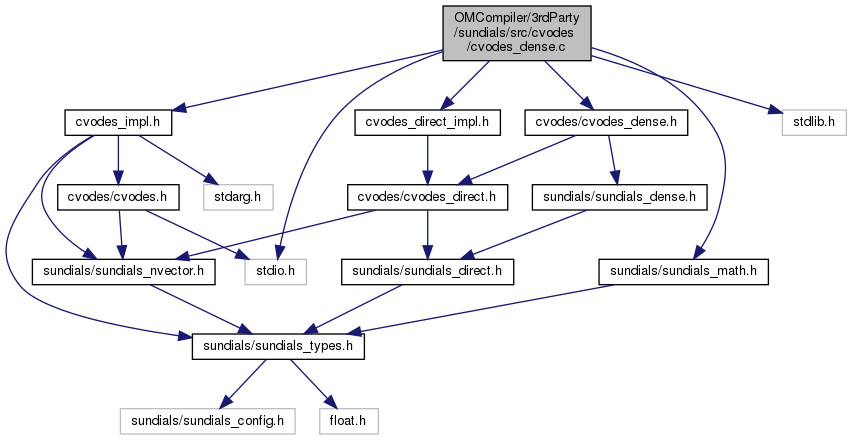 OMCompiler/3rdParty
/sundials/src/cvodes
/cvodes_dense.c
cvodes_impl.h
cvodes_direct_impl.h
cvodes/cvodes_dense.h
stdlib.h
cvodes/cvodes.h
stdarg.h
cvodes/cvodes_direct.h
sundials/sundials_dense.h
sundials/sundials_nvector.h
stdio.h
sundials/sundials_direct.h
sundials/sundials_math.h
sundials/sundials_types.h
sundials/sundials_config.h
float.h